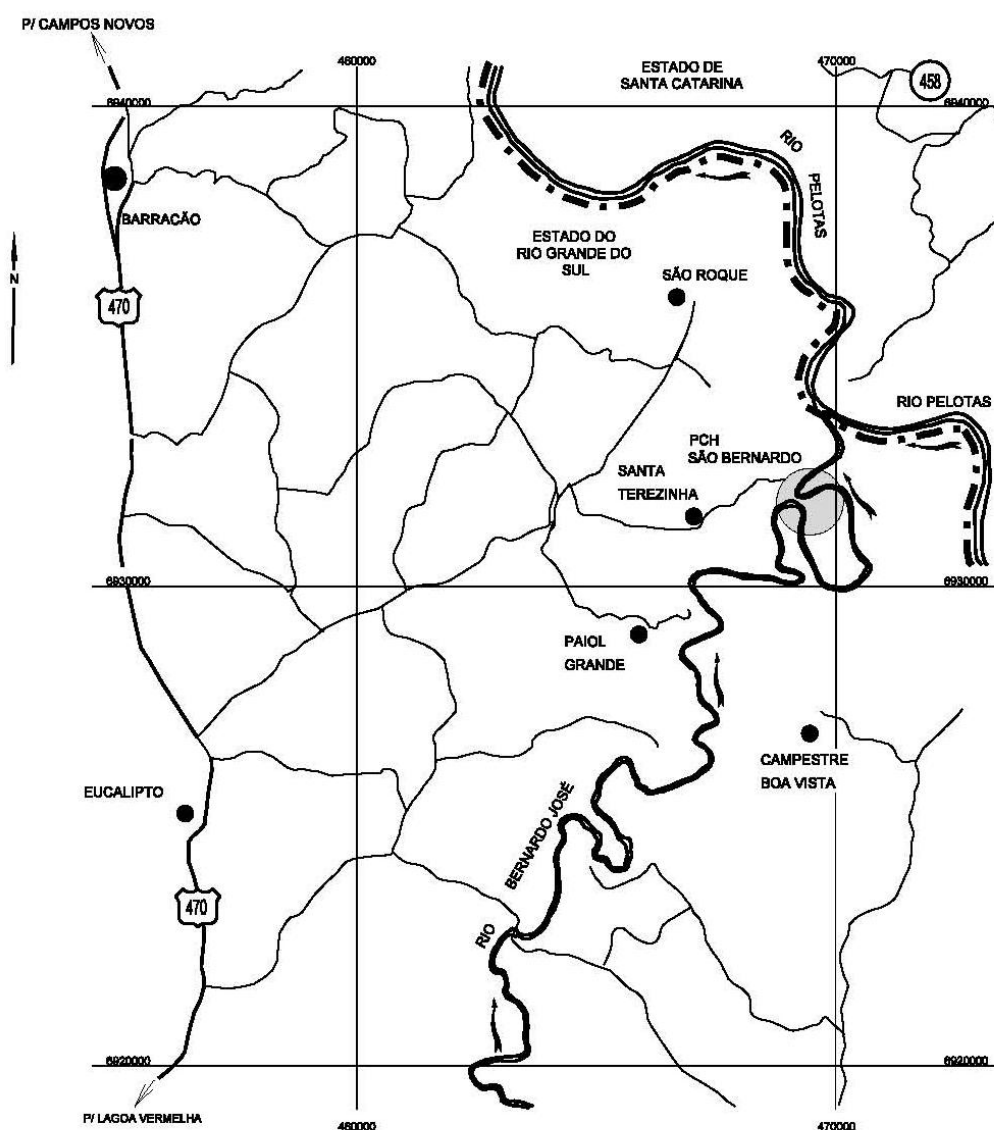 P/ CAMPOS NOVOS
480000
470000
ESTADO DE
SANTA CATARINA
458
6940000
6940000
RIO
PELOTAS
BARRACÃO
ESTADO DO
RIO GRANDE DO
SUL
N
SÃO ROQUE
470
RIO PELOTAS
PCH
SÃO BERNARDO
SANTA
TEREZINHA
6930000
6930000
PAIOL
GRANDE
CAMPESTRE
BOA VISTA
EUCALIPTO
BERNARDO JOSÉ
RIO
470
6920000
6920000
P/ LAGOA VERMELHA
480000
470000